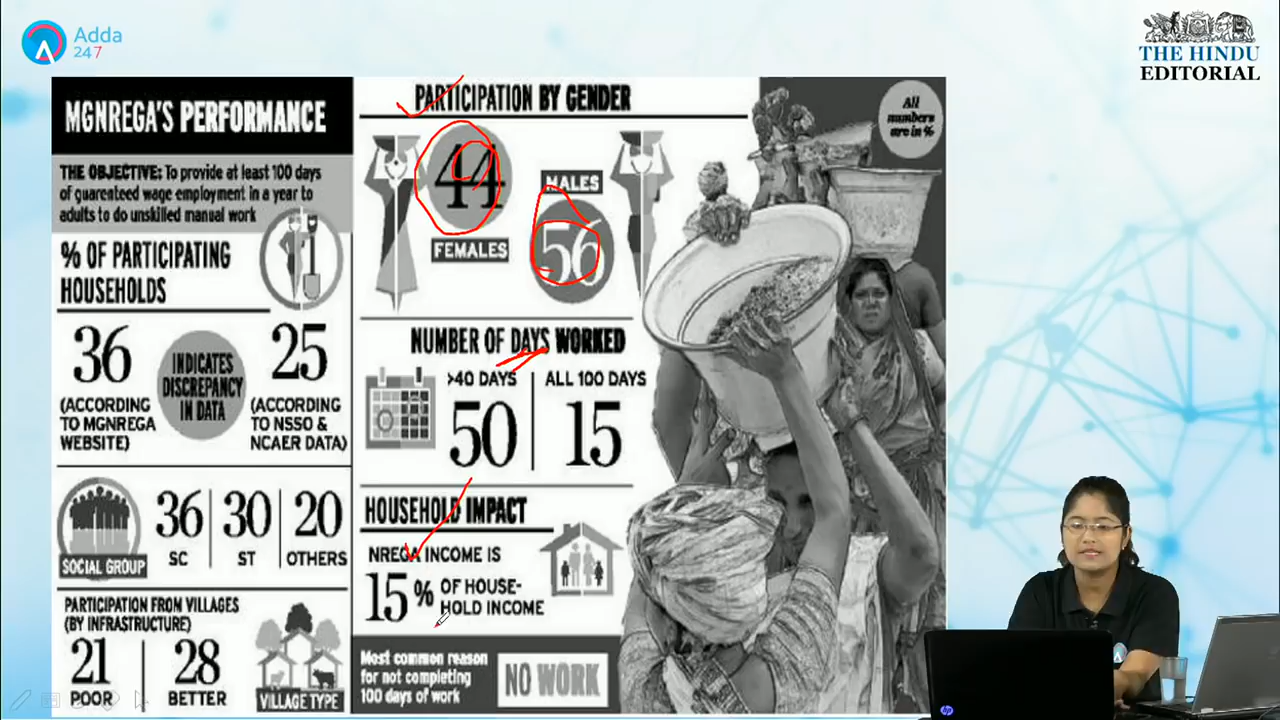 Adda
247
THE HINDU
EDITORIAL
MGNREGA'S PERFORMANCE
THE OBJECTIVE: To provide at least 100 days
of guarenteed wage employment in a year to
adults to do unskilled manual work
% OF PARTICIPATING
HOUSEHOLDS
36
(ACCORDING
TO MGNREGA
WEBSITE)
INDICATES
DISCREPANCY
IN DATA
25
(ACCORDING
TO NSSO &
NCAER DATA)
SOCIAL GROUP
36
SC
30
ST
20
OTHERS
PARTICIPATION FROM VILLAGES
(BY INFRASTRUCTURE)
21
POOR
28
BETTER
VILLAGE TYPE
PARTICIPATION BY GENDER
44
FEMALES
MALES
56
NUMBER OF DAYS WORKED
>40 DAYS
50
ALL 100 DAYS
15
HOUSEHOLD IMPACT
NREGA INCOME IS
15% OF HOUSE-
HOLD INCOME
Most common reason
for not completing
100 days of work
NO WORK
All
numbers
are in %
hp